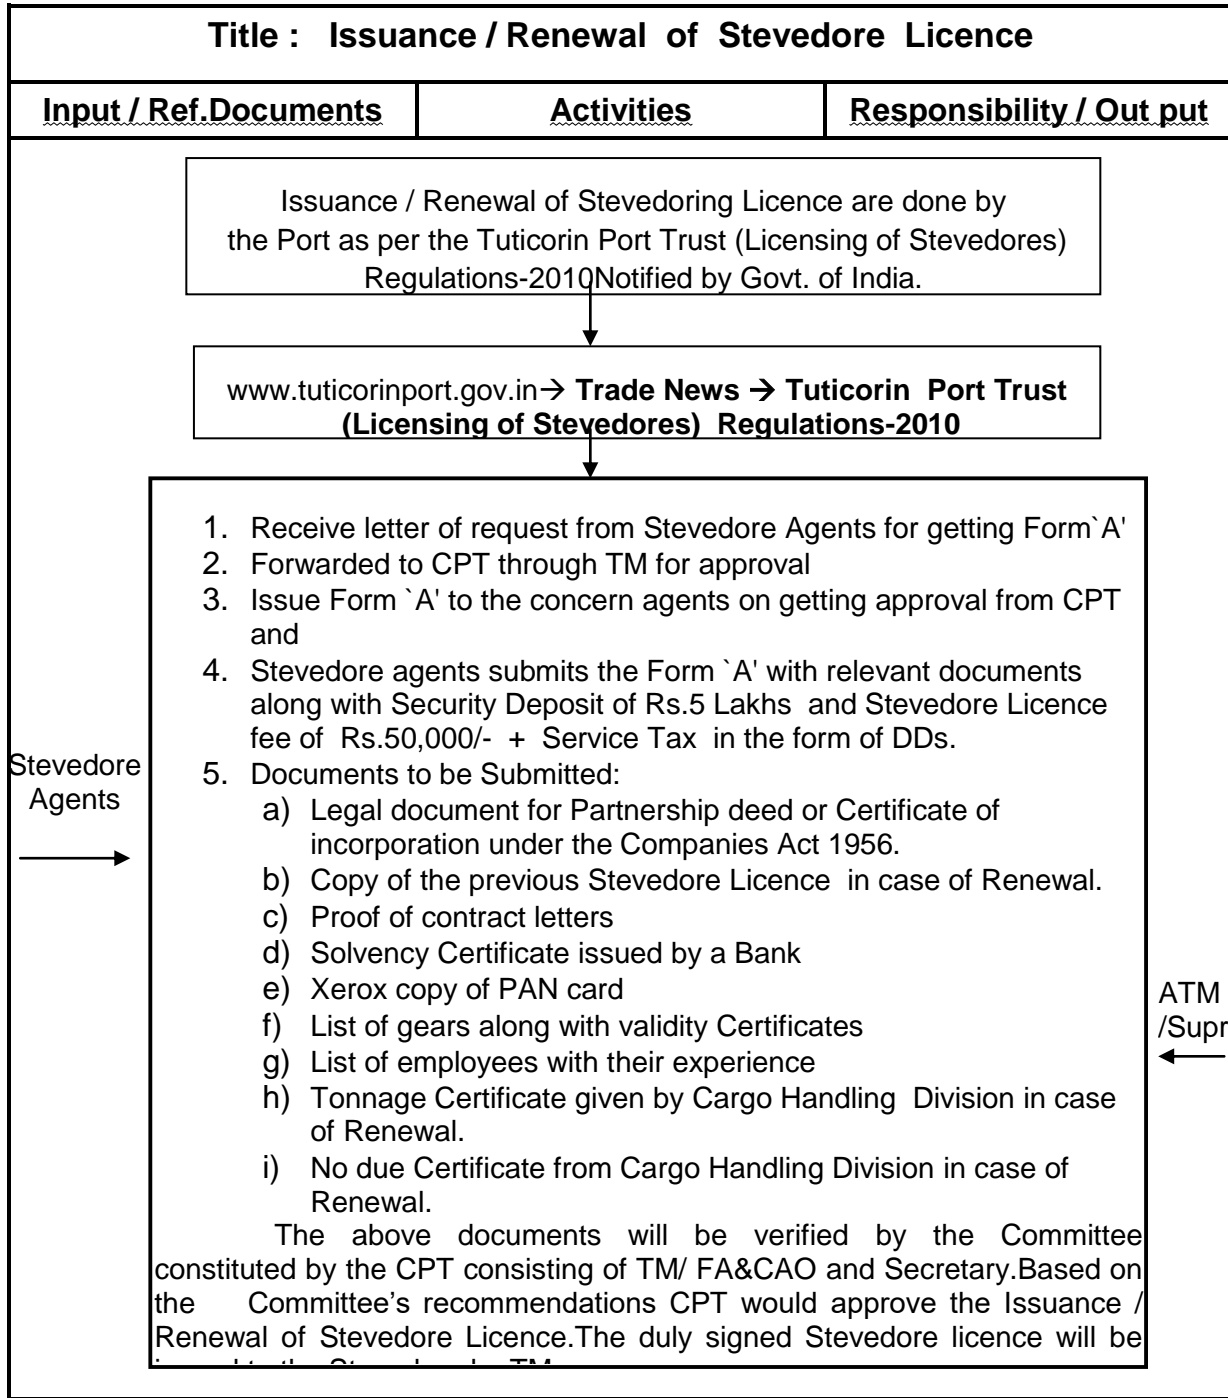 Title :   Issuance / Renewal  of  Stevedore  Licence
Input / Ref.Documents
Activities
Responsibility / Out put
Issuance / Renewal of Stevedoring Licence are done by
the Port as per the Tuticorin Port Trust (Licensing of Stevedores)
Regulations-2010Notified by Govt. of India.
www.tuticorinport.gov.in→ Trade News → Tuticorin  Port Trust
(Licensing of Stevedores)  Regulations-2010
1. Receive letter of request from Stevedore Agents for getting Form`A'
2. Forwarded to CPT through TM for approval
3. Issue Form `A' to the concern agents on getting approval from CPT
and
4. Stevedore agents submits the Form `A' with relevant documents
along with Security Deposit of Rs.5 Lakhs  and Stevedore Licence
fee of  Rs.50,000/-  +  Service Tax  in the form of DDs.
5. Documents to be Submitted:
a) Legal document for Partnership deed or Certificate of
incorporation under the Companies Act 1956.
b) Copy of the previous Stevedore Licence  in case of Renewal.
c) Proof of contract letters
d) Solvency Certificate issued by a Bank
e) Xerox copy of PAN card
f) List of gears along with validity Certificates
g) List of employees with their experience
h) Tonnage Certificate given by Cargo Handling  Division in case
of Renewal.
i) No due Certificate from Cargo Handling Division in case of
Renewal.
The above documents will be verified by the Committee
constituted by the CPT consisting of TM/ FA&CAO and Secretary.Based on
the Committee's recommendations CPT would approve the Issuance /
Renewal of Stevedore Licence.The duly signed Stevedore licence will be
Stevedore
Agents
ATM
/Supr